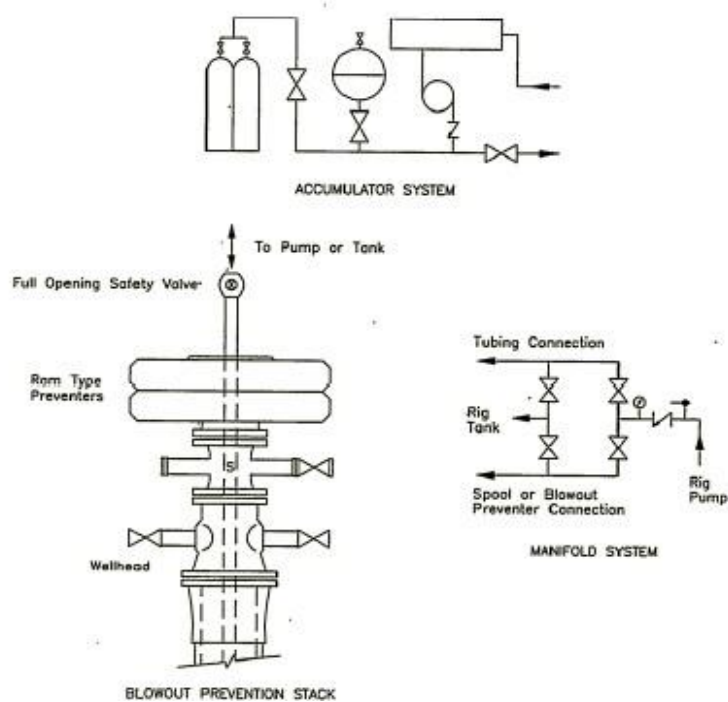 ACCUMULATOR SYSTEM
To Pump or Tank
Full Opening Safety Valve
Ram Type
Preventers
S
Wellhead
BLOWOUT PREVENTION STACK
Tubing Connection
Rig
Tank
Spool or Blowout
Preventer Connection
Rig
Pump
MANIFOLD SYSTEM